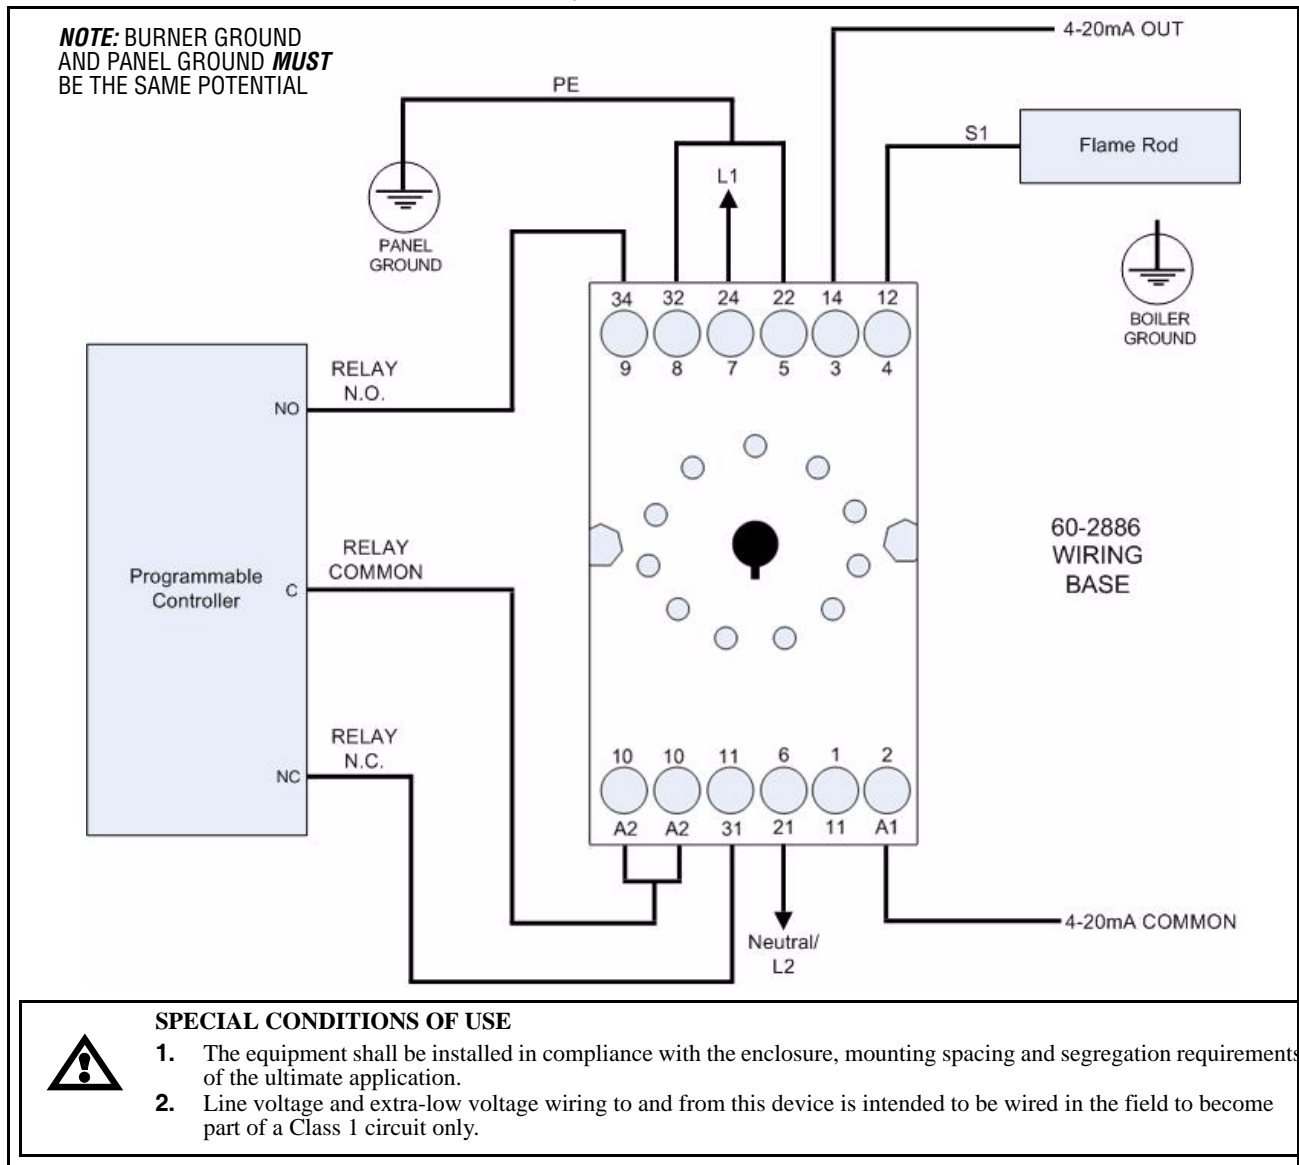 NOTE: BURNER GROUND
AND PANEL GROUND MUST
BE THE SAME POTENTIAL
4-20mA OUT
PE
S1
Flame Rod
L1
PANEL
GROUND
BOILER
GROUND
34 32 24 22 14 12
9 8 7 5 3 4
RELAY
N.O.
NO
RELAY
COMMON
Programmable
Controller
C
60-2886
WIRING
BASE
RELAY
N.C.
NC
10 10 11 6 1 2
A2 A2 31 21 11 A1
Neutral/
L2
4-20mA COMMON
SPECIAL CONDITIONS OF USE
1. The equipment shall be installed in compliance with the enclosure, mounting spacing and segregation requirements
of the ultimate application.
2. Line voltage and extra-low voltage wiring to and from this device is intended to be wired in the field to become
part of a Class 1 circuit only.